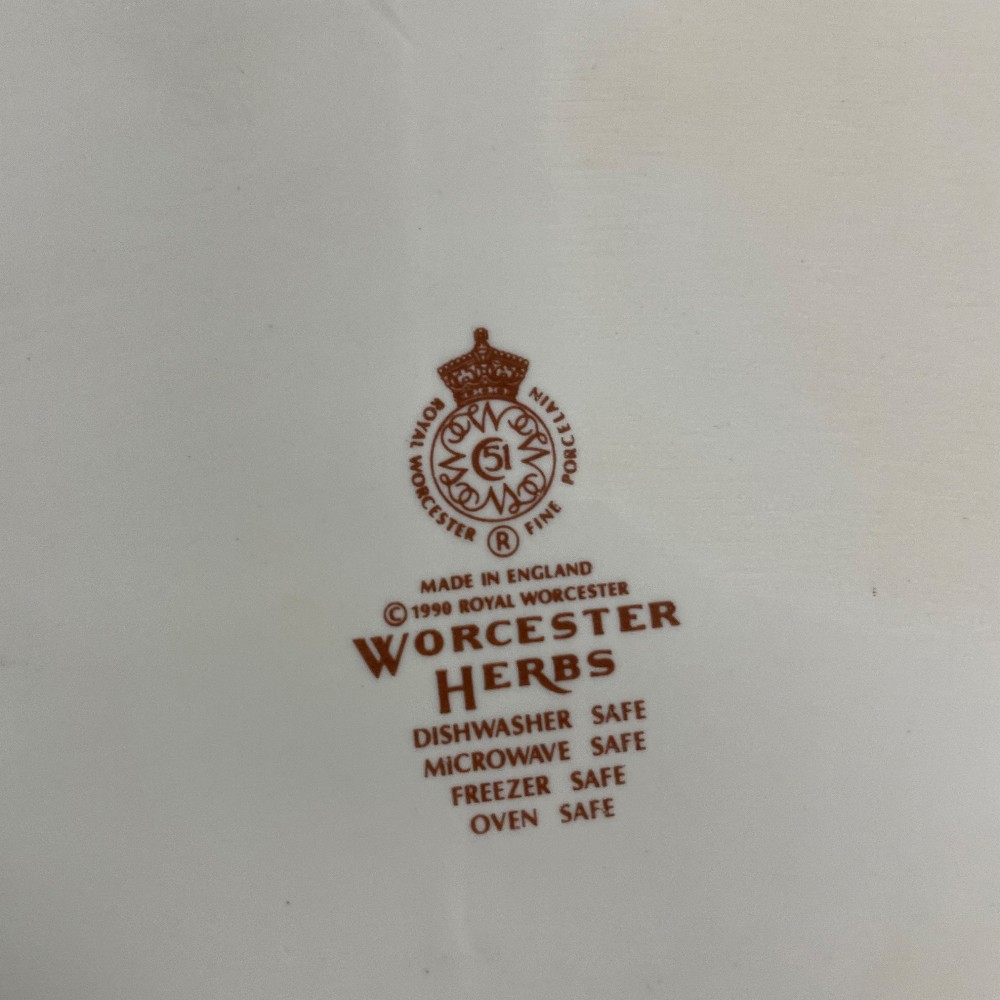 ROYAL WORCESTER
FINE PORCELAIN
C51
®
MADE IN ENGLAND
© 1990 ROYAL WORCESTER
WORCESTER
HERBS
DISHWASHER SAFE
MICROWAVE SAFE
FREEZER SAFE
OVEN SAFE